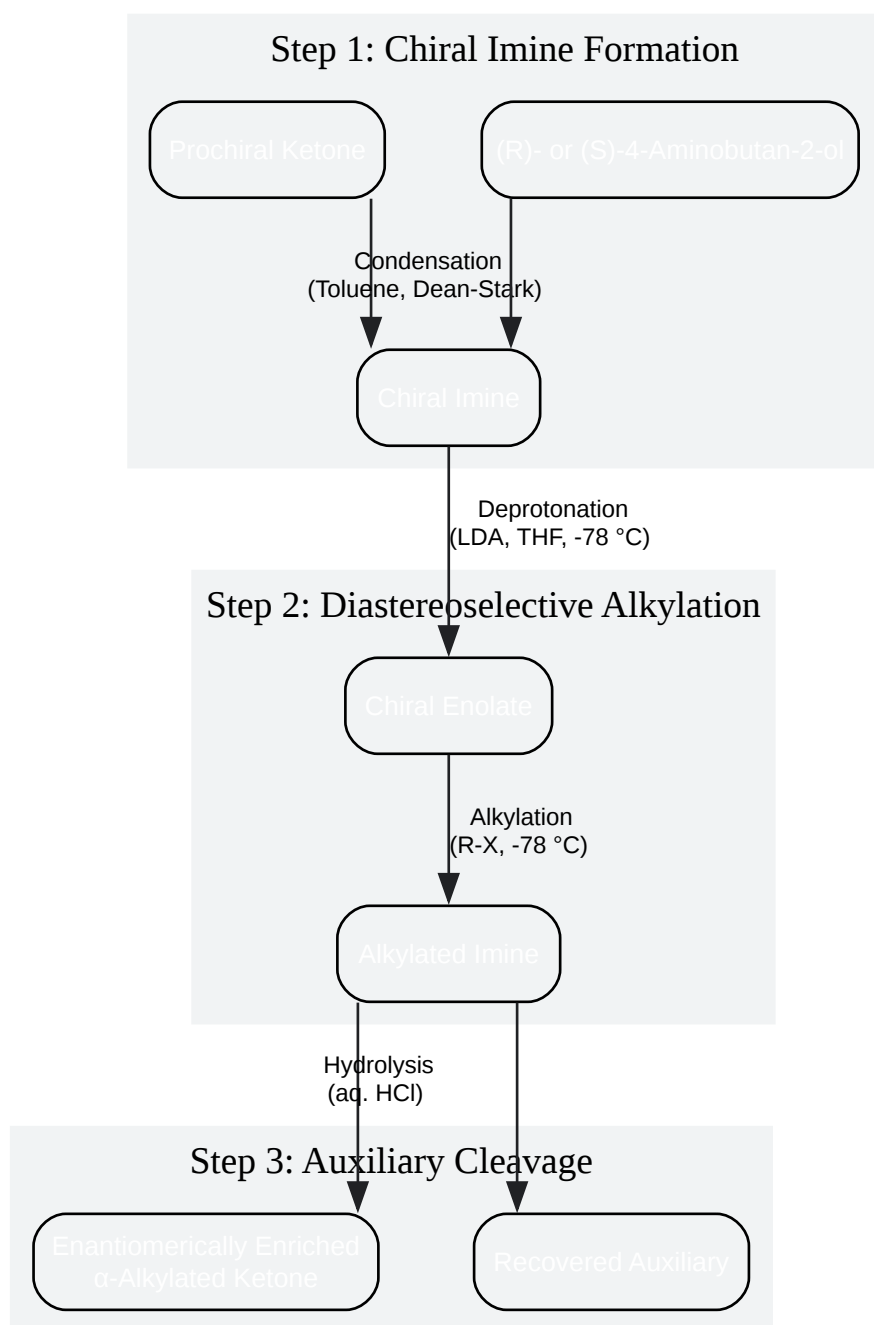 Step 1: Chiral Imine Formation
Prochiral Ketone
(R)- or (S)-4-Aminobutan-2-ol
Condensation
(Toluene, Dean-Stark)
Chiral Imine
Deprotonation
(LDA, THF, -78 °C)
Step 2: Diastereoselective Alkylation
Chiral Enolate
Alkylation
(R-X, -78 °C)
Alkylated Imine
Hydrolysis
(aq. HCl)
Step 3: Auxiliary Cleavage
Enantiomerically Enriched
α-Alkylated Ketone
Recovered Auxiliary